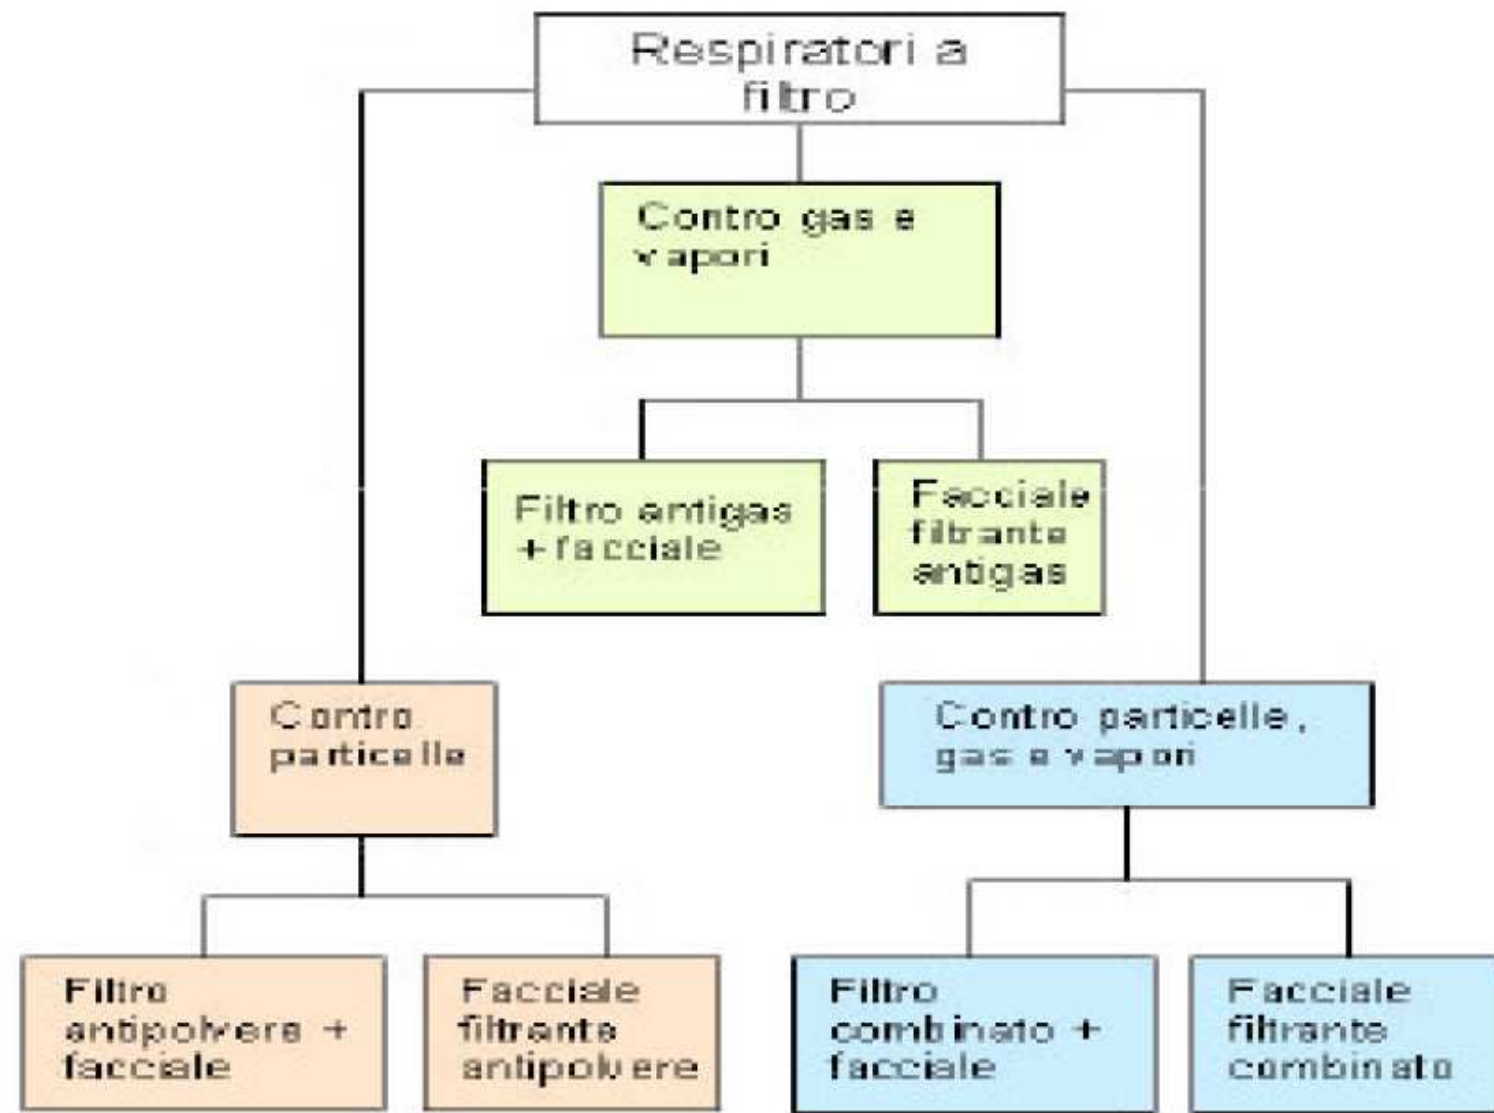 Respiratori a
filtro
Contro gas e
vapori
Filtro antigas
+ facciale
Facciale
filtrante
antigas
Contro
particelle
Contro particelle,
gas e vapori
Filtro
antipolvere +
facciale
Facciale
filtrante
antipolvere
Filtro
combinato +
facciale
Facciale
filtrante
combinato